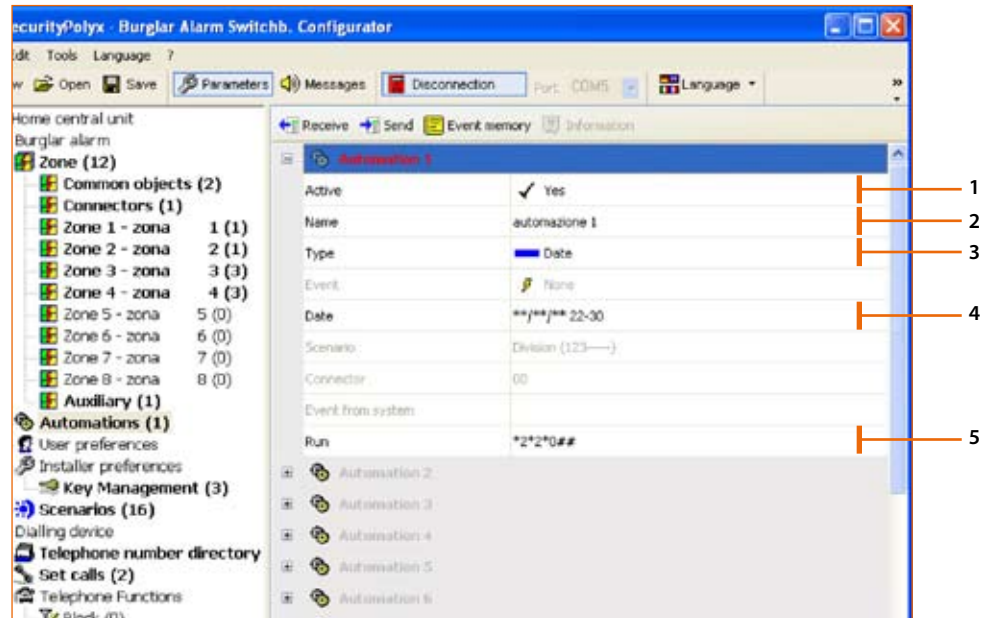 ecurityPolyx - Burglar Alarm Switchb. Configurator
dit Tools Language ?
w Open Save Parameters Messages Disconnection Port: COM5 Language
Home central unit
Burglar alarm
Zone (12)
Common objects (2)
Connectors (1)
Zone 1 - zona 1 (1)
Zone 2 - zona 2 (1)
Zone 3 - zona 3 (3)
Zone 4 - zona 4 (3)
Zone 5 - zona 5 (0)
Zone 6 - zona 6 (0)
Zone 7 - zona 7 (0)
Zone 8 - zona 8 (0)
Auxiliary (1)
Automations (1)
User preferences
Installer preferences
Key Management (3)
Scenarios (16)
Dialling device
Telephone number directory
Set calls (2)
Telephone Functions
Block (0)
Receive Send Event memory Information
Automation 1
Active Yes 1
Name automazione 1 2
Type Date 3
Event None
Date **/**/** 22-30 4
Scenario Division (123-----)
Connector 00
Event from system
Run *2*2*0## 5
Automation 2
Automation 3
Automation 4
Automation 5
Automation 6